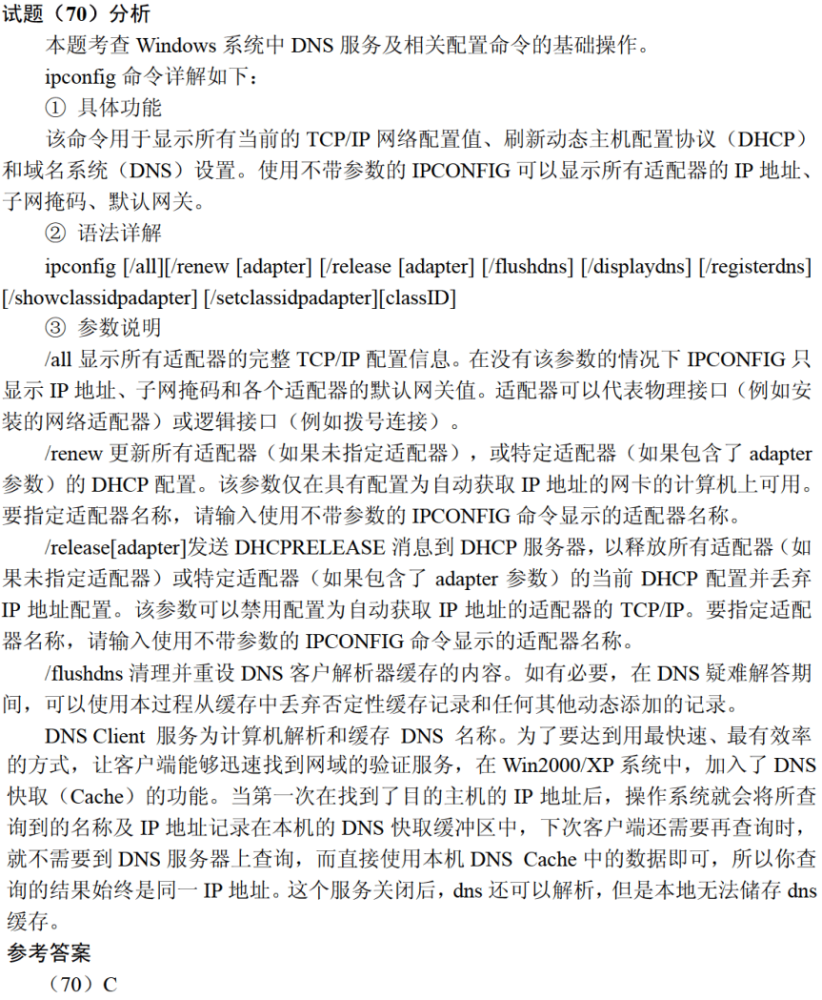 试题（70）分析
本题考查 Windows 系统中 DNS 服务及相关配置命令的基础操作。
ipconfig 命令详解如下：
① 具体功能
该命令用于显示所有当前的 TCP/IP 网络配置值、刷新动态主机配置协议（DHCP）
和域名系统（DNS）设置。使用不带参数的 IPCONFIG 可以显示所有适配器的 IP 地址、
子网掩码、默认网关。
② 语法详解
ipconfig [/all][/renew [adapter] [/release [adapter] [/flushdns] [/displaydns] [/registerdns]
[/showclassidpadapter] [/setclassidpadapter][classID]
③ 参数说明
/all 显示所有适配器的完整 TCP/IP 配置信息。在没有该参数的情况下 IPCONFIG 只
显示 IP 地址、子网掩码和各个适配器的默认网关值。适配器可以代表物理接口（例如安
装的网络适配器）或逻辑接口（例如拨号连接）。
/renew 更新所有适配器（如果未指定适配器），或特定适配器（如果包含了 adapter
参数）的 DHCP 配置。该参数仅在具有配置为自动获取 IP 地址的网卡的计算机上可用。
要指定适配器名称，请输入使用不带参数的 IPCONFIG 命令显示的适配器名称。
/release[adapter]发送 DHCPRELEASE 消息到 DHCP 服务器，以释放所有适配器（如
果未指定适配器）或特定适配器（如果包含了 adapter 参数）的当前 DHCP 配置并丢弃
IP 地址配置。该参数可以禁用配置为自动获取 IP 地址的适配器的 TCP/IP。要指定适配
器名称，请输入使用不带参数的 IPCONFIG 命令显示的适配器名称。
/flushdns 清理并重设 DNS 客户解析器缓存的内容。如有必要，在 DNS 疑难解答期
间，可以使用本过程从缓存中丢弃否定性缓存记录和任何其他动态添加的记录。
DNS Client 服务为计算机解析和缓存 DNS 名称。为了要达到用最快速、最有效率
的方式，让客户端能够迅速找到网域的验证服务，在 Win2000/XP 系统中，加入了 DNS
快取（Cache）的功能。当第一次在找到了目的主机的 IP 地址后，操作系统就会将所查
询到的名称及 IP 地址记录在本机的 DNS 快取缓冲区中，下次客户端还需要再查询时，
就不需要到 DNS 服务器上查询，而直接使用本机 DNS Cache 中的数据即可，所以你查
询的结果始终是同一 IP 地址。这个服务关闭后，dns 还可以解析，但是本地无法储存 dns
缓存。
参考答案
（70）C